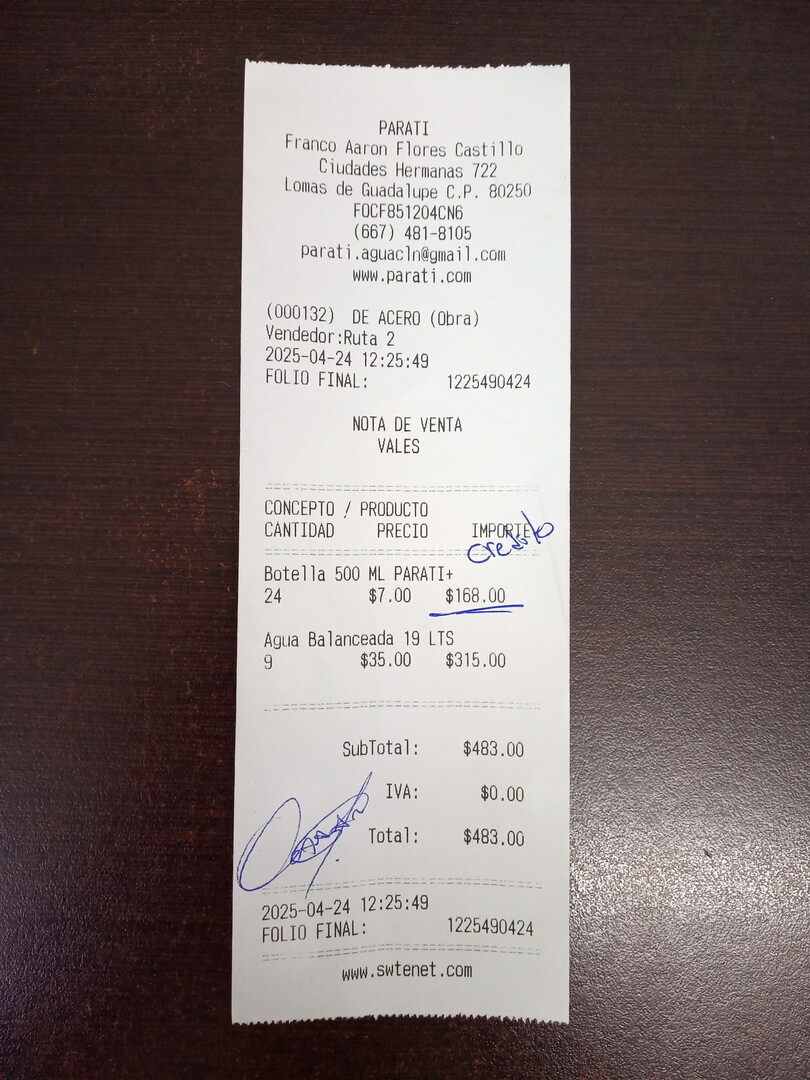 PARATI
Franco Aaron Flores Castillo
Ciudades Hermanas 722
Lomas de Guadalupe C.P. 80250
FOCF851204CN6
(667) 481-8105
parati.aguacln@gmail.com
www.parati.com
(000132) DE ACERO (Obra)
Vendedor:Ruta 2
2025-04-24 12:25:49
FOLIO FINAL: 1225490424
NOTA DE VENTA
VALES
CONCEPTO / PRODUCTO
CANTIDAD PRECIO IMPORTE
Credito
Botella 500 ML PARATI+
24 $7.00 $168.00
Agua Balanceada 19 LTS
9 $35.00 $315.00
SubTotal: $483.00
IVA: $0.00
Total: $483.00
2025-04-24 12:25:49
FOLIO FINAL: 1225490424
www.swtenet.com